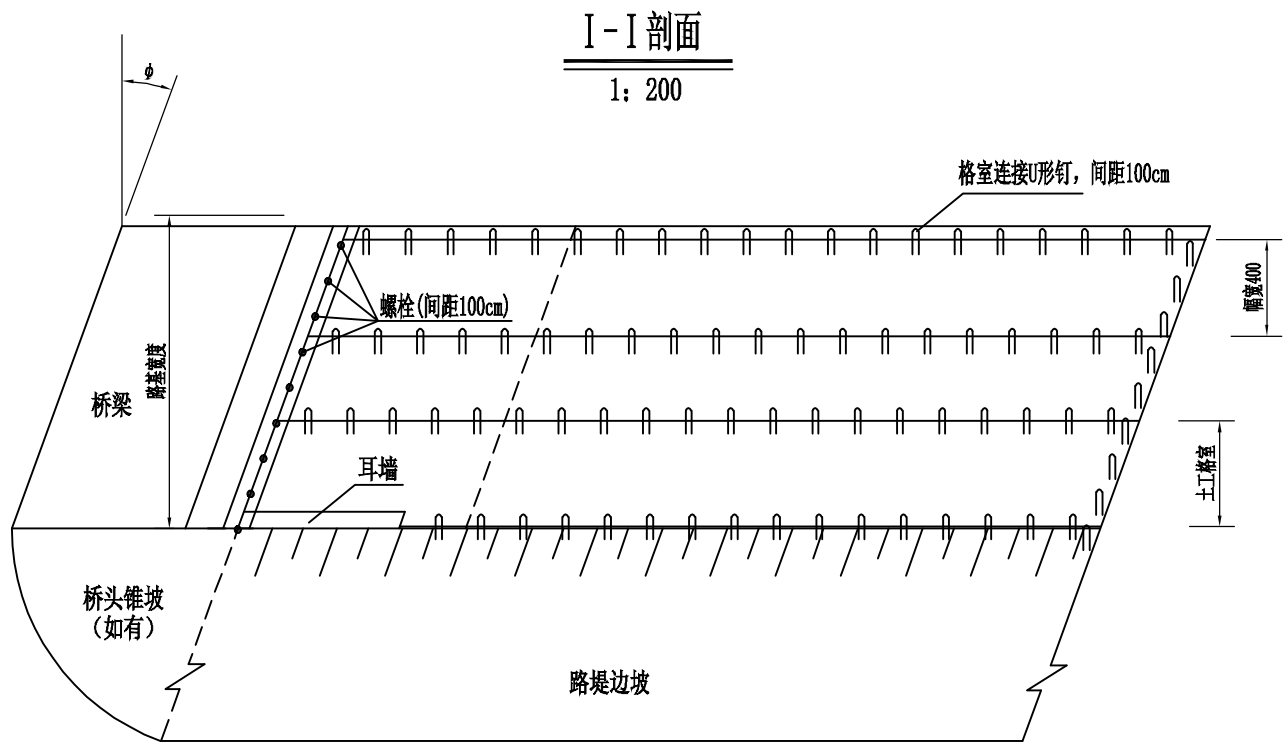 I-I剖面
1: 200
ϕ
格室连接U形钉，间距100cm
螺栓(间距100cm)
幅宽400
路基宽度
桥梁
耳墙
土工格室
桥头锥坡
（如有）
路堤边坡